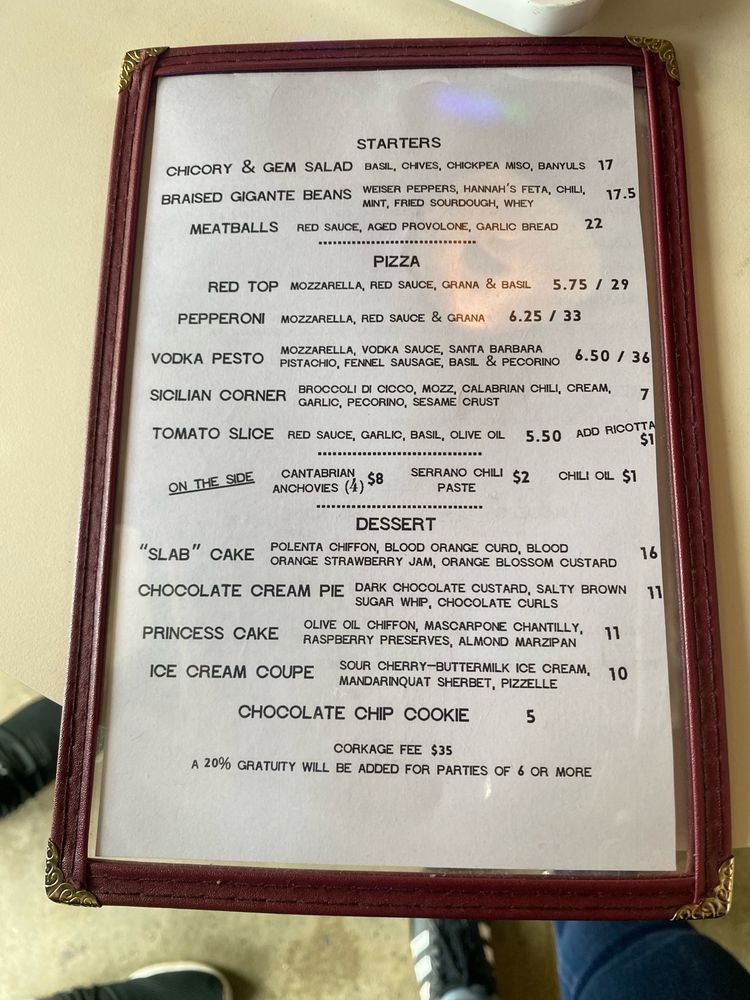 STARTERS
CHICORY & GEM SALAD BASIL, CHIVES, CHICKPEA MISO, BANYULS 17
BRAISED GIGANTE BEANS WEISER PEPPERS, HANNAH'S FETA, CHILI, 17.5
MINT, FRIED SOURDOUGH, WHEY
MEATBALLS RED SAUCE, AGED PROVOLONE, GARLIC BREAD 22
PIZZA
RED TOP MOZZARELLA, RED SAUCE, GRANA & BASIL 5.75 / 29
PEPPERONI MOZZARELLA, RED SAUCE & GRANA 6.25 / 33
VODKA PESTO MOZZARELLA, VODKA SAUCE, SANTA BARBARA 6.50 / 36
PISTACHIO, FENNEL SAUSAGE, BASIL & PECORINO
SICILIAN CORNER BROCCOLI DI CICCO, MOZZ, CALABRIAN CHILI, CREAM, 7
GARLIC, PECORINO, SESAME CRUST
TOMATO SLICE RED SAUCE, GARLIC, BASIL, OLIVE OIL 5.50 ADD RICOTTA
$1
ON THE SIDE CANTABRIAN $8 SERRANO CHILI $2 CHILI OIL $1
ANCHOVIES (4) PASTE
DESSERT
"SLAB" CAKE POLENTA CHIFFON, BLOOD ORANGE CURD, BLOOD 16
ORANGE STRAWBERRY JAM, ORANGE BLOSSOM CUSTARD
CHOCOLATE CREAM PIE DARK CHOCOLATE CUSTARD, SALTY BROWN 11
SUGAR WHIP, CHOCOLATE CURLS
PRINCESS CAKE OLIVE OIL CHIFFON, MASCARPONE CHANTILLY, 11
RASPBERRY PRESERVES, ALMOND MARZIPAN
ICE CREAM COUPE SOUR CHERRY-BUTTERMILK ICE CREAM, 10
MANDARINQUAT SHERBET, PIZZELLE
CHOCOLATE CHIP COOKIE 5
CORKAGE FEE $35
A 20% GRATUITY WILL BE ADDED FOR PARTIES OF 6 OR MORE